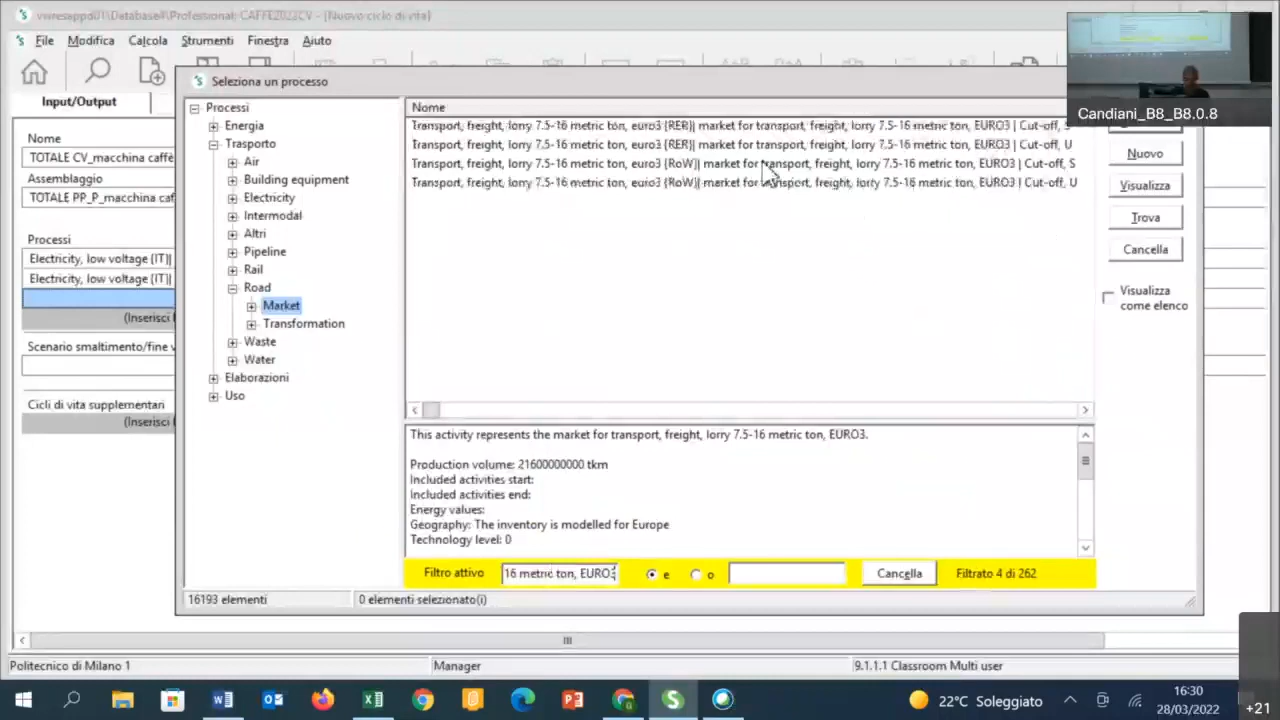 vwresappo01\Database#\Professional; CAFFE2023CV - [Nuovo ciclo di vita]
File Modifica Calcola Strumenti Finestra Aiuto
Candiani_B8_B8.0.8
Seleziona un processo
Input/Output
Nome
TOTALE CV_macchina caffè
Assemblaggio
TOTALE PP_P_macchina caf
Processi
Electricity, low voltage {IT}|
Electricity, low voltage {IT}|
(Inserisci
Scenario smaltimento/fine v
Cicli di vita supplementari
(Inserisci
Processi
Energia
Trasporto
Air
Building equipment
Electricity
Intermodal
Altri
Pipeline
Rail
Road
Market
Transformation
Waste
Water
Elaborazioni
Uso
Nome
Transport, freight, lorry 7.5-16 metric ton, euro3 {RER}| market for transport, freight, lorry 7.5-16 metric ton, EURO3 | Cut-off, S
Transport, freight, lorry 7.5-16 metric ton, euro3 {RER}| market for transport, freight, lorry 7.5-16 metric ton, EURO3 | Cut-off, U
Transport, freight, lorry 7.5-16 metric ton, euro3 {RoW}| market for transport, freight, lorry 7.5-16 metric ton, EURO3 | Cut-off, S
Transport, freight, lorry 7.5-16 metric ton, euro3 {RoW}| market for transport, freight, lorry 7.5-16 metric ton, EURO3 | Cut-off, U
Nuovo
Visualizza
Trova
Cancella
Visualizza
come elenco
This activity represents the market for transport, freight, lorry 7.5-16 metric ton, EURO3.
Production volume: 21600000000 tkm
Included activities start:
Included activities end:
Energy values:
Geography: The inventory is modelled for Europe
Technology level: 0
Filtro attivo 16 metric ton, EURO3 e o Cancella Filtrato 4 di 262
16193 elementi 0 elementi selezionato(i)
Politecnico di Milano 1 Manager 9.1.1.1 Classroom Multi user
22°C Soleggiato
16:30
28/03/2022
+21